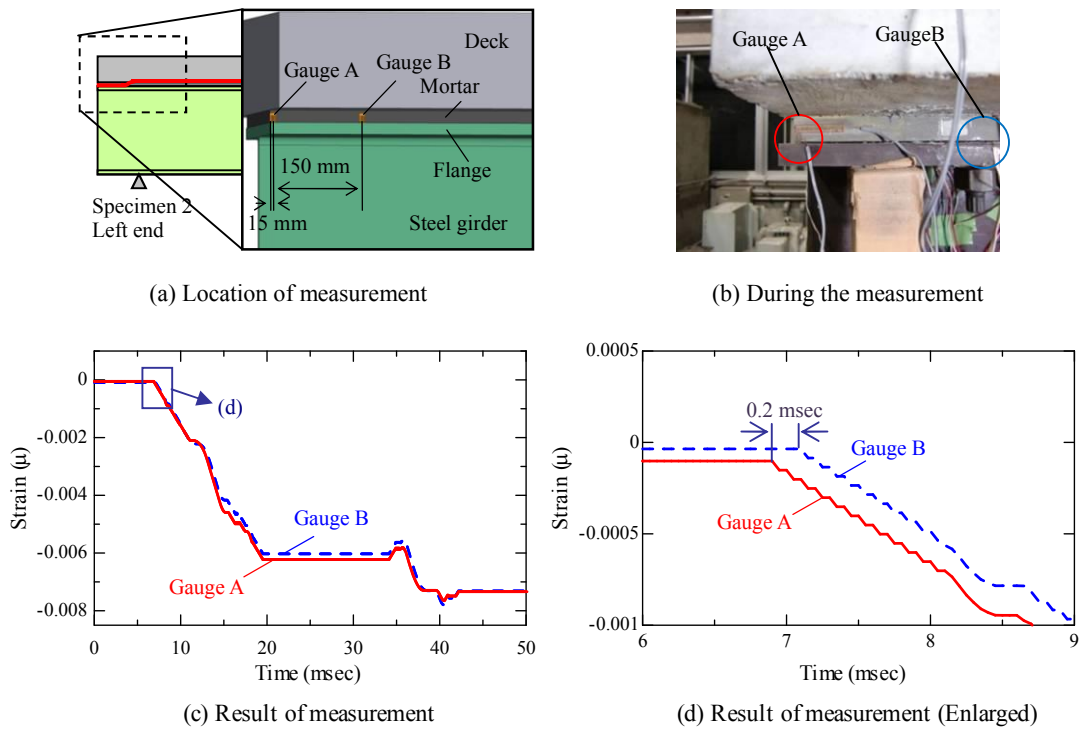 Deck
Gauge A
Gauge B
Mortar
150 mm
Flange
Specimen 2
Left end
15 mm
Steel girder
(a) Location of measurement
Gauge A
GaugeB
(b) During the measurement
0
-0.002
-0.004
-0.006
-0.008
Strain (μ)
(d)
Gauge B
Gauge A
0
10
20
30
40
50
Time (msec)
(c) Result of measurement
0.0005
0
-0.0005
-0.001
Strain (μ)
0.2 msec
Gauge B
Gauge A
6
7
8
9
Time (msec)
(d) Result of measurement (Enlarged)